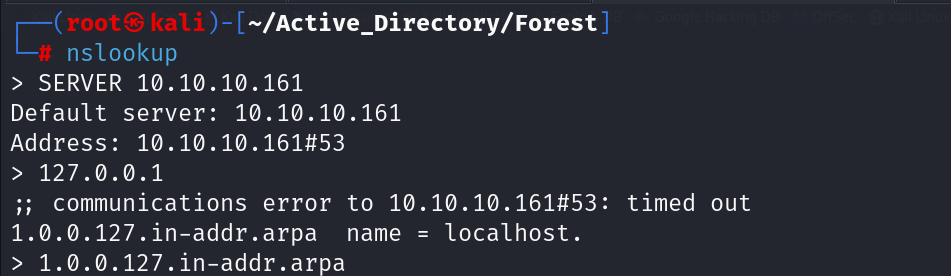 (root㉿kali)-[~/Active_Directory/Forest]
# nslookup
> SERVER 10.10.10.161
Default server: 10.10.10.161
Address: 10.10.10.161#53
> 127.0.0.1
;; communications error to 10.10.10.161#53: timed out
1.0.0.127.in-addr.arpa  name = localhost.
> 1.0.0.127.in-addr.arpa